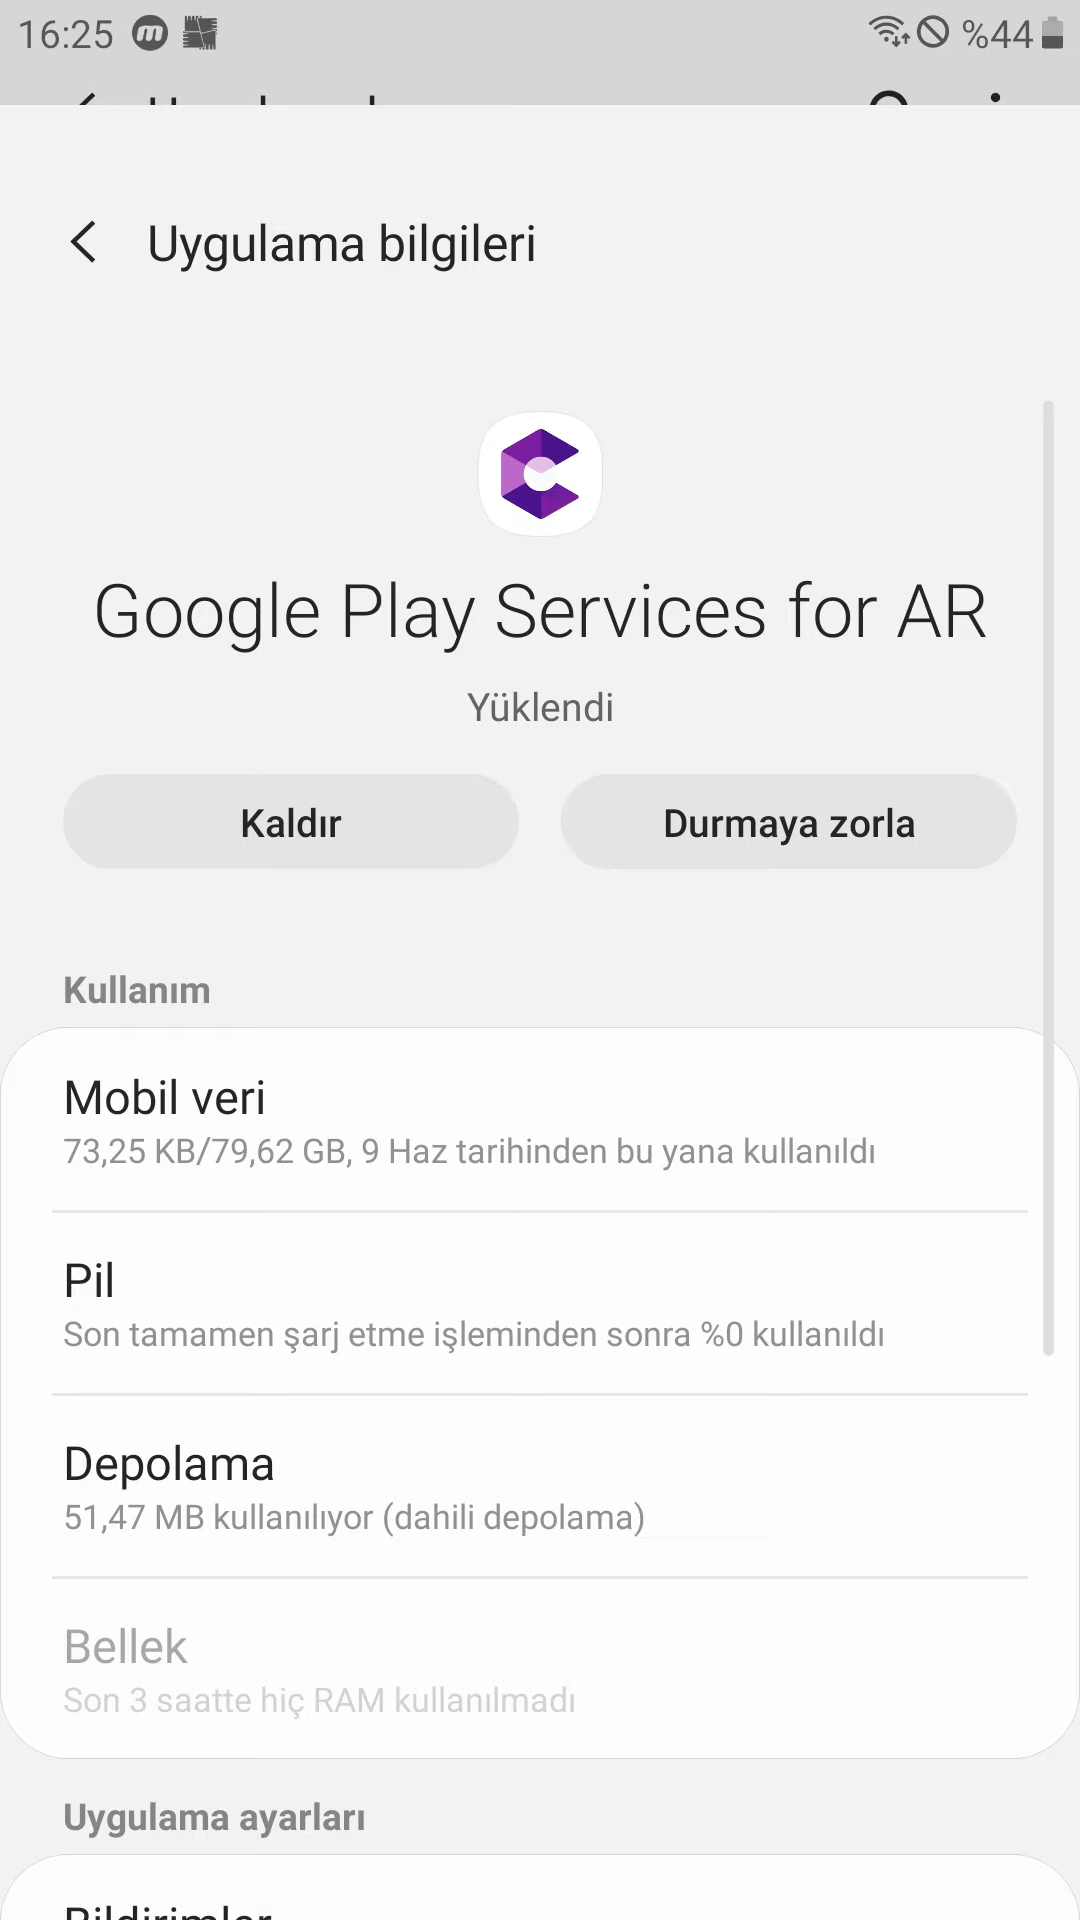 16:25
%44
Uygulama bilgileri
Google Play Services for AR
Yüklendi
Kaldır
Durmaya zorla
Kullanım
Mobil veri
73,25 KB/79,62 GB, 9 Haz tarihinden bu yana kullanıldı
Pil
Son tamamen şarj etme işleminden sonra %0 kullanıldı
Depolama
51,47 MB kullanılıyor (dahili depolama)
Bellek
Son 3 saatte hiç RAM kullanılmadı
Uygulama ayarları
Bildirimler